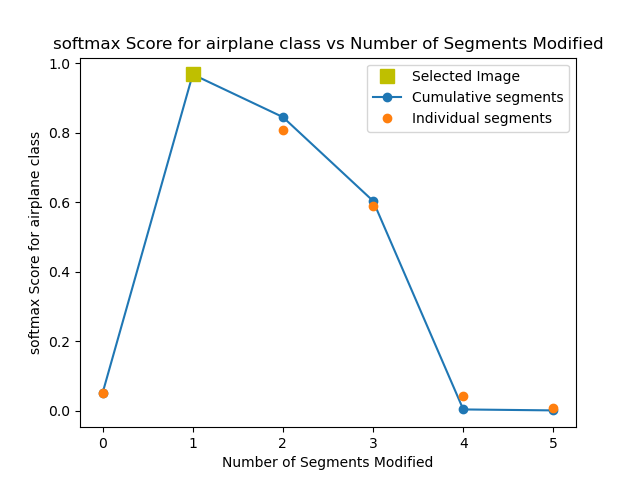 softmax Score for airplane class vs Number of Segments Modified
Selected Image
Cumulative segments
Individual segments
softmax Score for airplane class
1.0
0.8
0.6
0.4
0.2
0.0
0 1 2 3 4 5
Number of Segments Modified